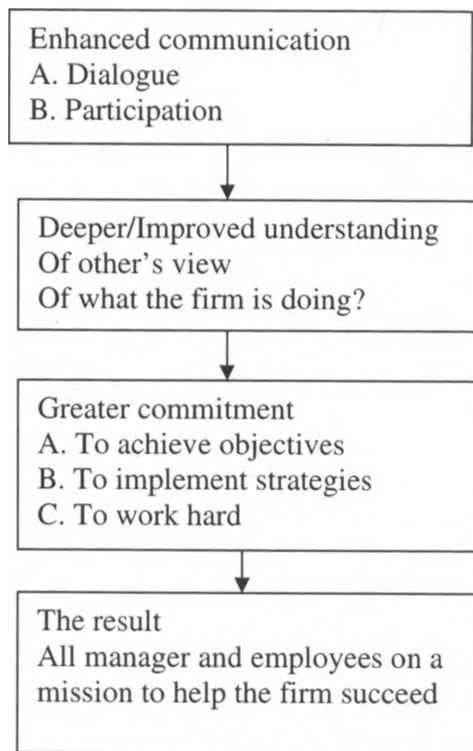 Enhanced communication
A. Dialogue
B. Participation
Deeper/Improved understanding
Of other's view
Of what the firm is doing?
Greater commitment
A. To achieve objectives
B. To implement strategies
C. To work hard
The result
All manager and employees on a
mission to help the firm succeed